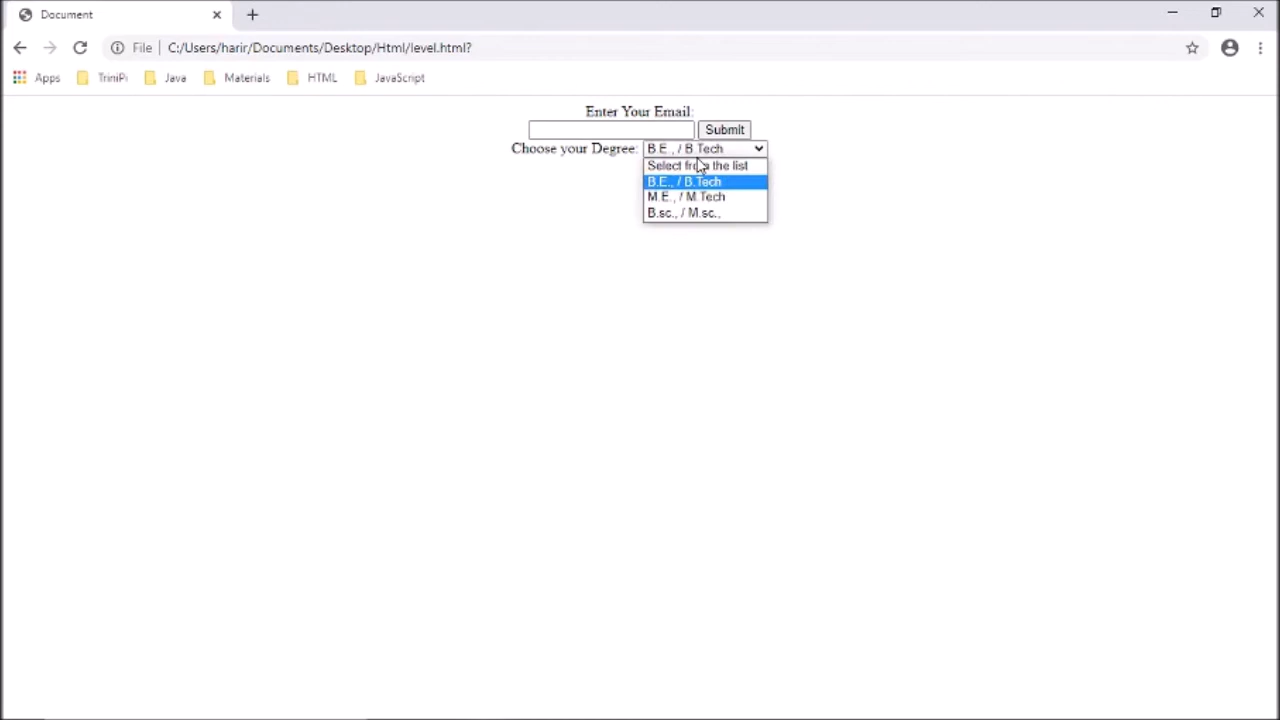 Document
File C:/Users/harir/Documents/Desktop/Html/level.html?
Apps TriniPi Java Materials HTML JavaScript
Enter Your Email:
Submit
Choose your Degree: B.E., / B.Tech
Select from the list
B.E., / B.Tech
M.E., / M.Tech
B.sc., / M.sc.,